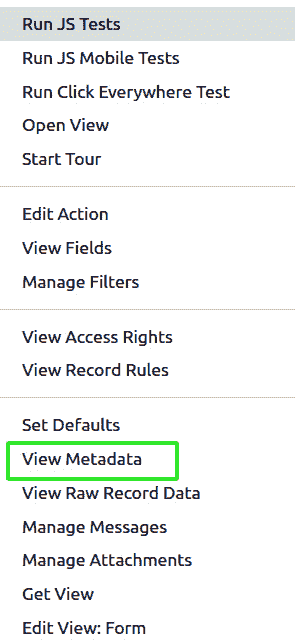 Run JS Tests
Run JS Mobile Tests
Run Click Everywhere Test
Open View
Start Tour
Edit Action
View Fields
Manage Filters
View Access Rights
View Record Rules
Set Defaults
View Metadata
View Raw Record Data
Manage Messages
Manage Attachments
Get View
Edit View: Form